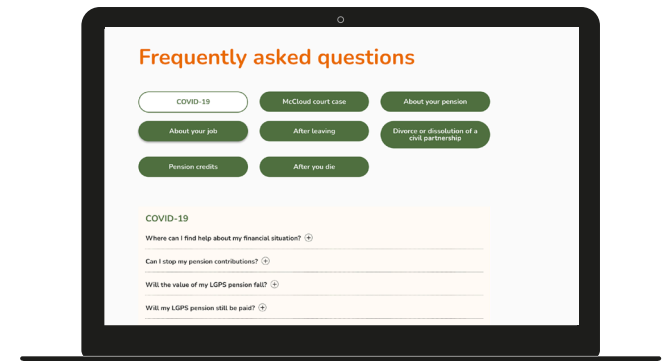 Frequently asked questions
COVID-19
McCloud court case
About your pension
About your job
After leaving
Divorce or dissolution of a
civil partnership
Pension credits
After you die
COVID-19
Where can I find help about my financial situation?
Can I stop my pension contributions?
Will the value of my LGPS pension fall?
Will my LGPS pension still be paid?